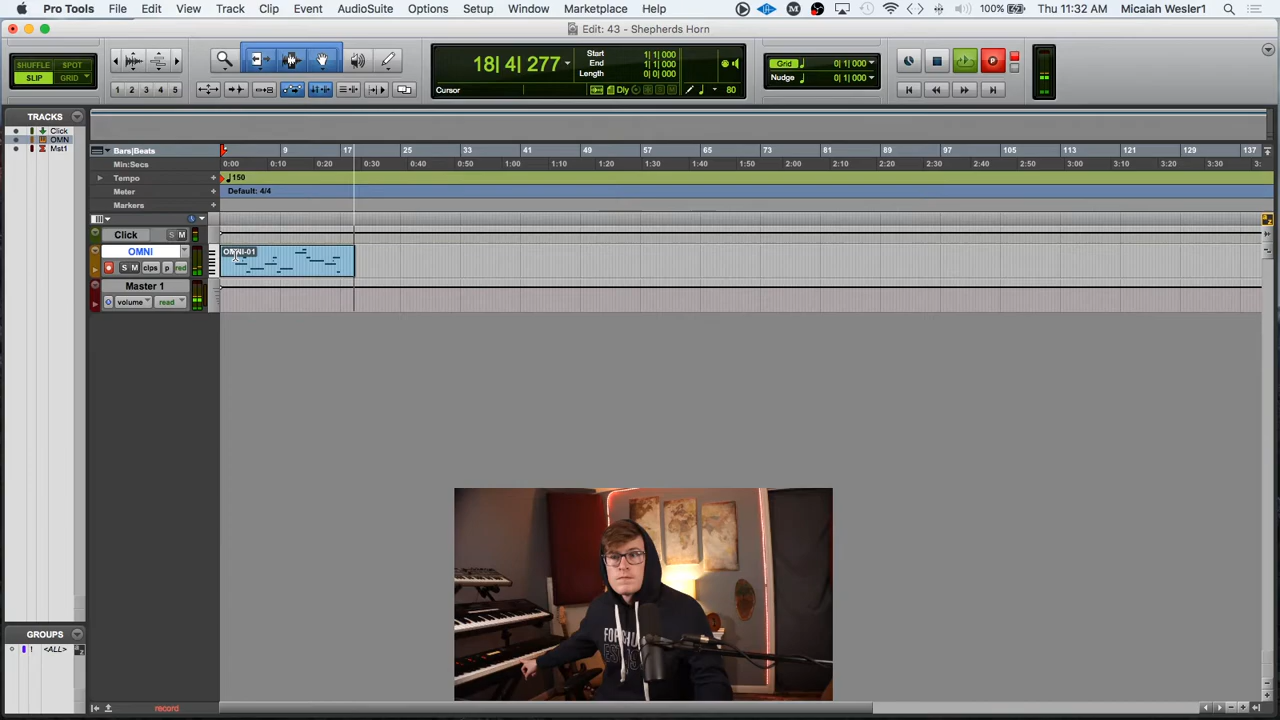 Pro Tools File Edit View Track Clip Event AudioSuite Options Setup Window Marketplace Help 100% Thu 11:32 AM Micaiah Wesler1
Edit: 43 - Shepherds Horn
SHUFFLE SPOT
SLIP GRID
1 2 3 4 5
18| 4| 277
Start 1| 1| 000
End 1| 1| 000
Length 0| 0| 000
Cursor Dly 80
Grid 0| 1| 000
Nudge 0| 1| 000
TRACKS
Click
OMN
Mst1
Bars|Beats 9 17 25 33 41 49 57 65 73 81 89 97 105 113 121 129 137
Min:Secs 0:00 0:10 0:20 0:30 0:40 0:50 1:00 1:10 1:20 1:30 1:40 1:50 2:00 2:10 2:20 2:30 2:40 2:50 3:00 3:10 3:20 3:30
Tempo 150
Meter Default: 4/4
Markers
Click S M
OMNI OMNI-01
S M clips p red
Master 1
volume read
GROUPS
! <ALL>
record